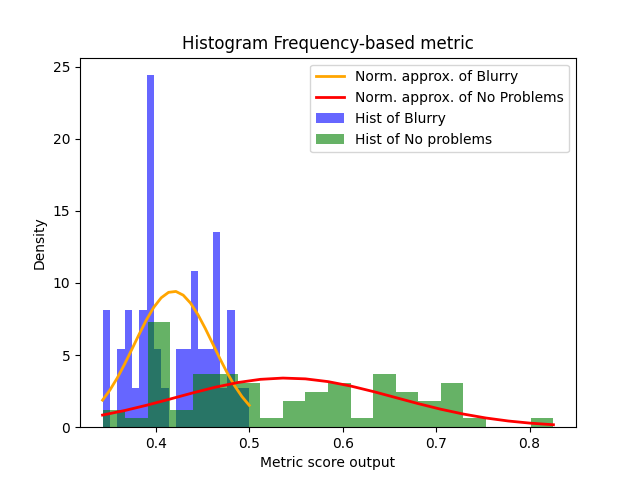 Histogram Frequency-based metric
Norm. approx. of Blurry
Norm. approx. of No Problems
Hist of Blurry
Hist of No problems
Density
25
20
15
10
5
0
0.4
0.5
0.6
0.7
0.8
Metric score output